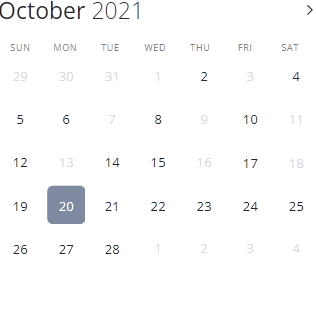 October 2021
SUN MON TUE WED THU FRI SAT
29 30 31 1 2 3 4
5 6 7 8 9 10 11
12 13 14 15 16 17 18
19 20 21 22 23 24 25
26 27 28 1 2 3 4